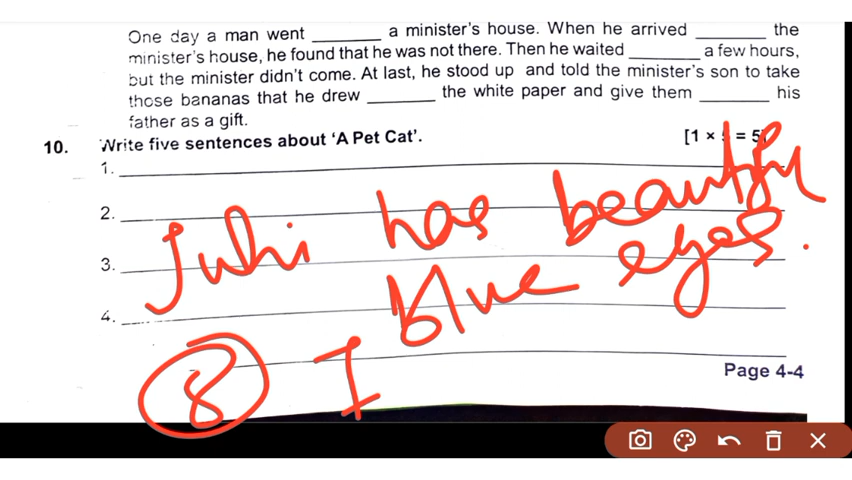 One day a man went ________ a minister's house. When he arrived ________ the
minister's house, he found that he was not there. Then he waited ________ a few hours,
but the minister didn't come. At last, he stood up and told the minister's son to take
those bananas that he drew ________ the white paper and give them ________ his
father as a gift.
10. Write five sentences about 'A Pet Cat'. [1 × 5 = 5]
1.
2.
3.
4.
Juhi has beautiful
blue eyes.
8 I
Page 4-4